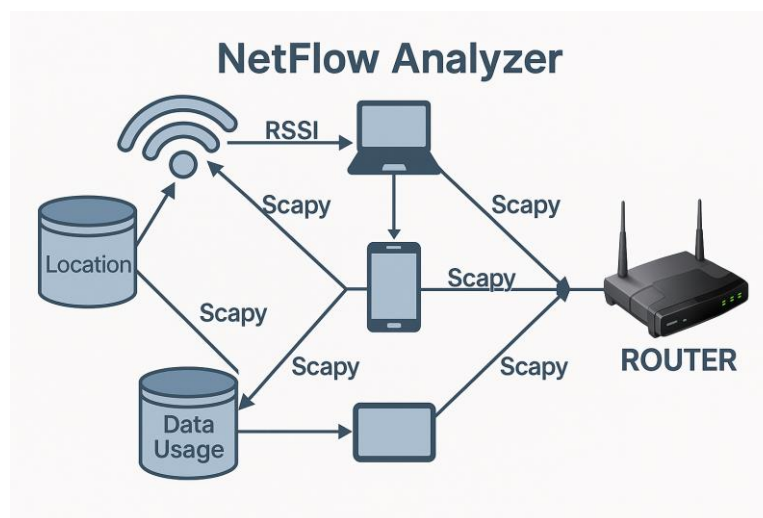 NetFlow Analyzer
RSSI
Scapy
Scapy
Location
Scapy
Scapy
Scapy
Scapy
ROUTER
Data
Usage